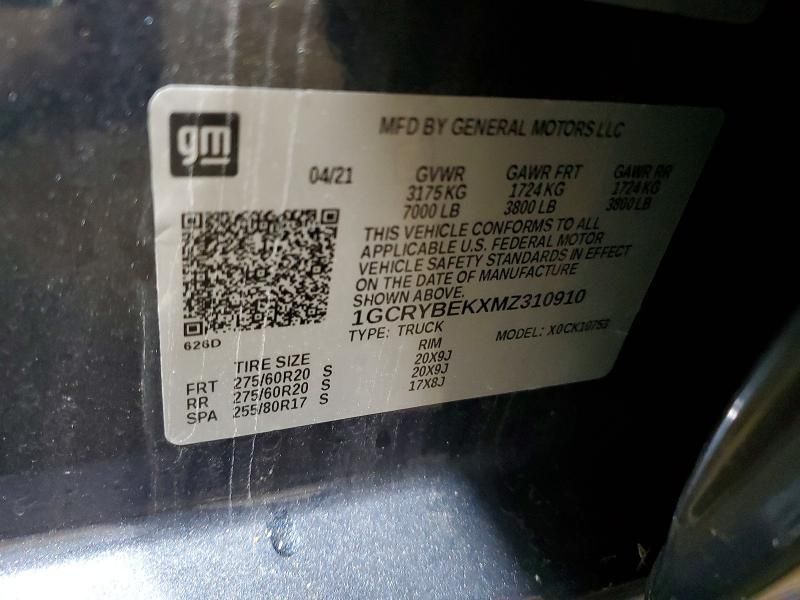 gm
MFD BY GENERAL MOTORS LLC
04/21 GVWR GAWR FRT GAWR RR
3175 KG 1724 KG 1724 KG
7000 LB 3800 LB 3800 LB
THIS VEHICLE CONFORMS TO ALL
APPLICABLE U.S. FEDERAL MOTOR
VEHICLE SAFETY STANDARDS IN EFFECT
ON THE DATE OF MANUFACTURE
SHOWN ABOVE.
1GCRYBEKXMZ310910
TYPE: TRUCK MODEL: X0CK10753
626D
TIRE SIZE RIM
FRT 275/60R20 S 20X9J
RR 275/60R20 S 20X9J
SPA 255/80R17 S 17X8J